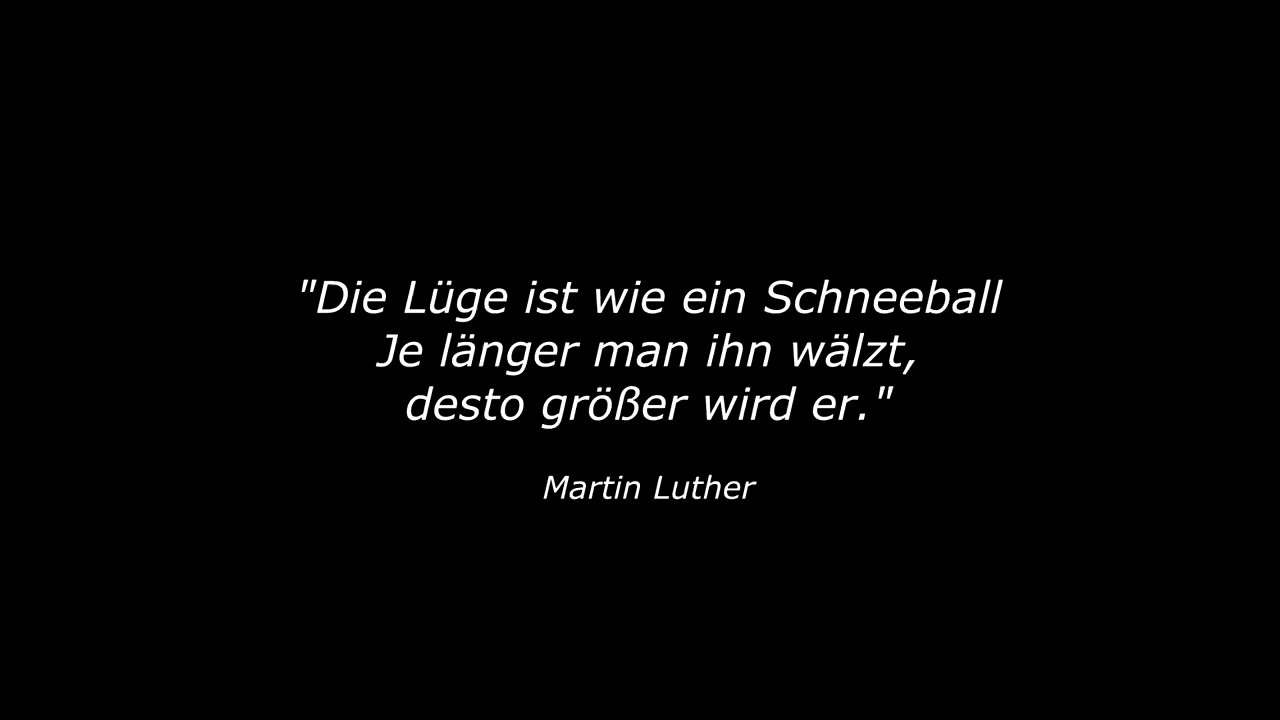 "Die Lüge ist wie ein Schneeball
Je länger man ihn wälzt,
desto größer wird er."
Martin Luther